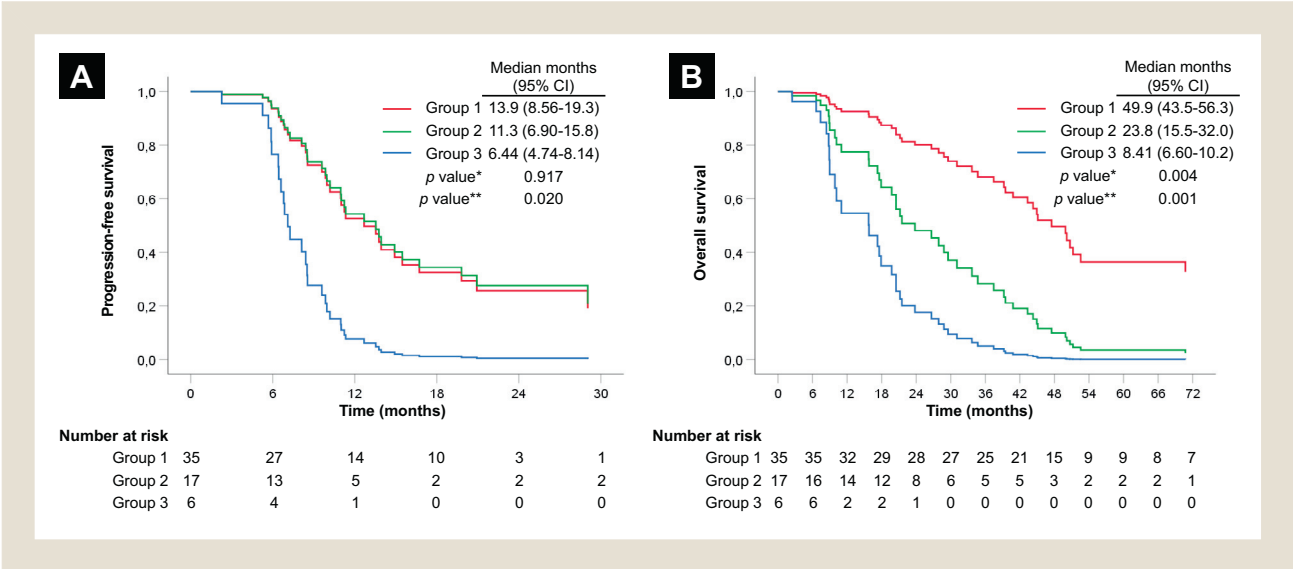 A
Median months
(95% CI)
Group 1 13.9 (8.56-19.3)
Group 2 11.3 (6.90-15.8)
Group 3 6.44 (4.74-8.14)
p value* 0.917
p value** 0.020
Progression-free survival
1,0
0,8
0,6
0,4
0,2
0,0
0 6 12 18 24 30
Time (months)
Number at risk
Group 1 35 27 14 10 3 1
Group 2 17 13 5 2 2 2
Group 3 6 4 1 0 0 0
B
Median months
(95% CI)
Group 1 49.9 (43.5-56.3)
Group 2 23.8 (15.5-32.0)
Group 3 8.41 (6.60-10.2)
p value* 0.004
p value** 0.001
Overall survival
1,0
0,8
0,6
0,4
0,2
0,0
0 6 12 18 24 30 36 42 48 54 60 66 72
Time (months)
Number at risk
Group 1 35 35 32 29 28 27 25 21 15 9 9 8 7
Group 2 17 16 14 12 8 6 5 5 3 2 2 2 1
Group 3 6 6 2 2 1 0 0 0 0 0 0 0 0